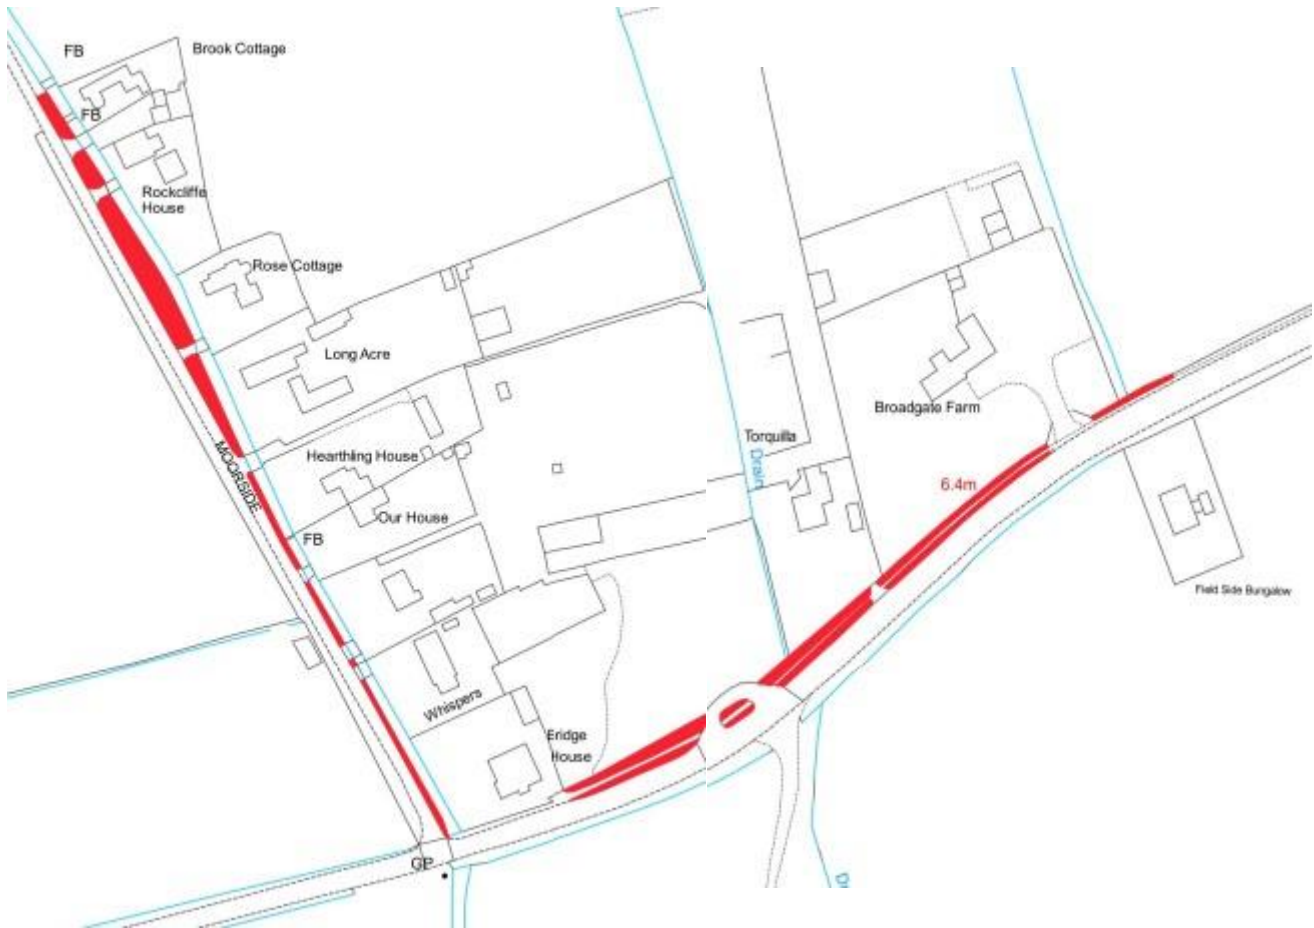 FB
Brook Cottage
FB
Rockcliffe
House
Rose Cottage
Long Acre
Hearthling House
MOORSIDE
Our House
FB
Whispers
Eridge
House
GP
Torquilla
Drain
Broadgate Farm
6.4m
Field Side Bungalow